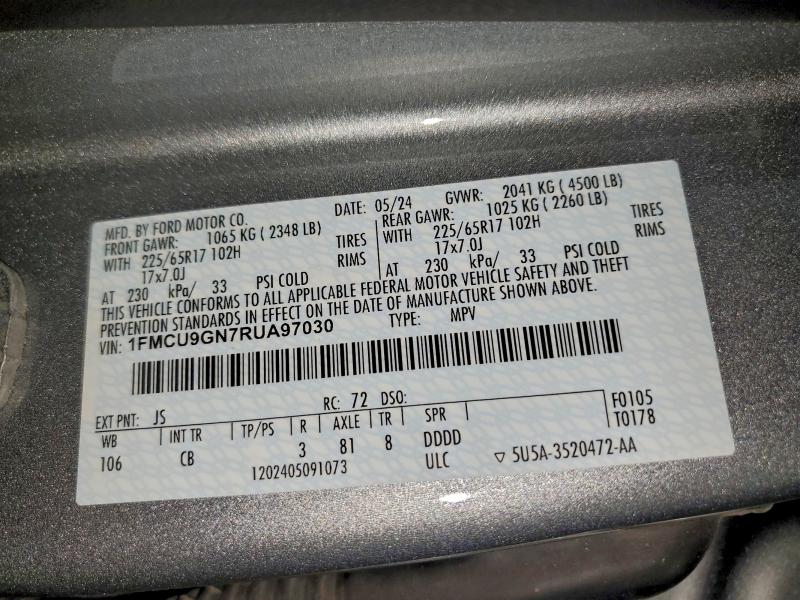 MFD. BY FORD MOTOR CO. DATE: 05/24 GVWR: 2041 KG ( 4500 LB)
FRONT GAWR: 1065 KG ( 2348 LB) REAR GAWR: 1025 KG ( 2260 LB)
WITH 225/65R17 102H TIRES WITH 225/65R17 102H TIRES
17x7.0J RIMS 17x7.0J RIMS
AT 230 kPa/ 33 PSI COLD AT 230 kPa/ 33 PSI COLD
THIS VEHICLE CONFORMS TO ALL APPLICABLE FEDERAL MOTOR VEHICLE SAFETY AND THEFT
PREVENTION STANDARDS IN EFFECT ON THE DATE OF MANUFACTURE SHOWN ABOVE.
VIN: 1FMCU9GN7RUA97030 TYPE: MPV
EXT PNT: JS RC: 72 DSO: F0105
WB INT TR TP/PS R AXLE TR SPR T0178
106 CB 3 81 8 DDDD
1202405091073 ULC ▽ 5U5A-3520472-AA